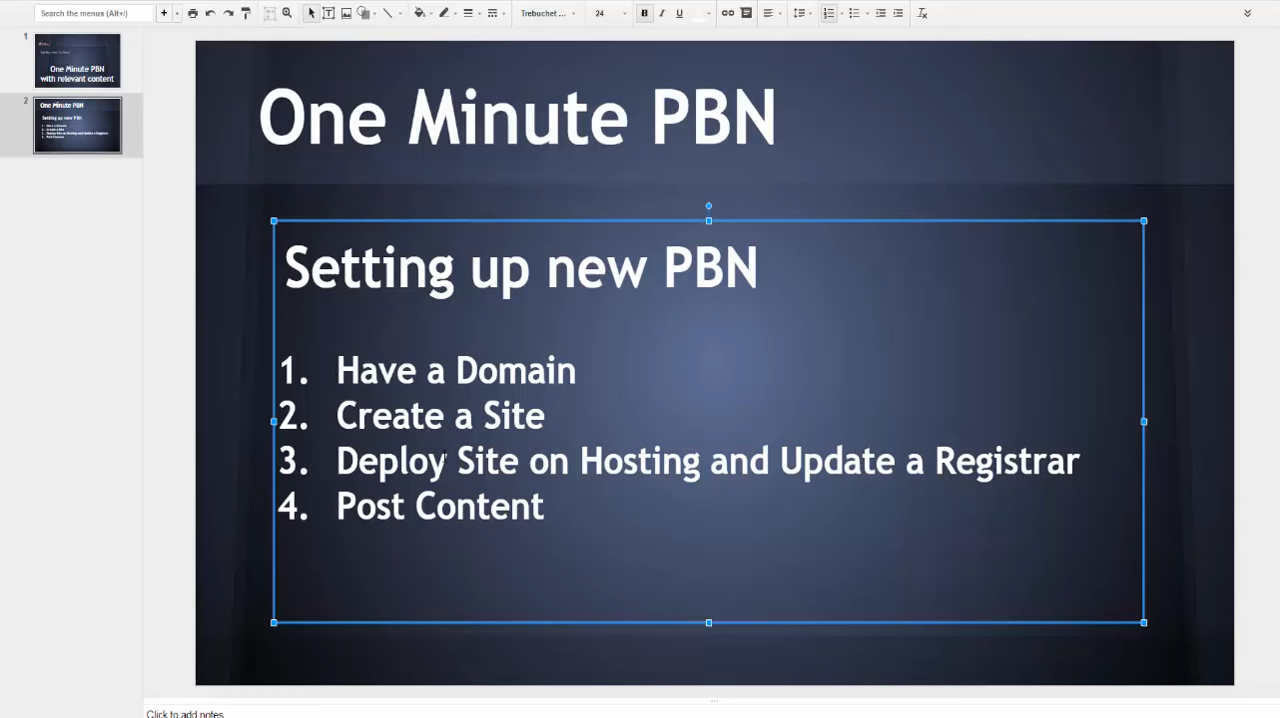 Search the menus (Alt+/)
Trebuchet ...
24
B
I
U
1
One Minute PBN
with relevant content
2
One Minute PBN
Setting up new PBN
One Minute PBN
Setting up new PBN
1. Have a Domain
2. Create a Site
3. Deploy Site on Hosting and Update a Registrar
4. Post Content
Click to add notes